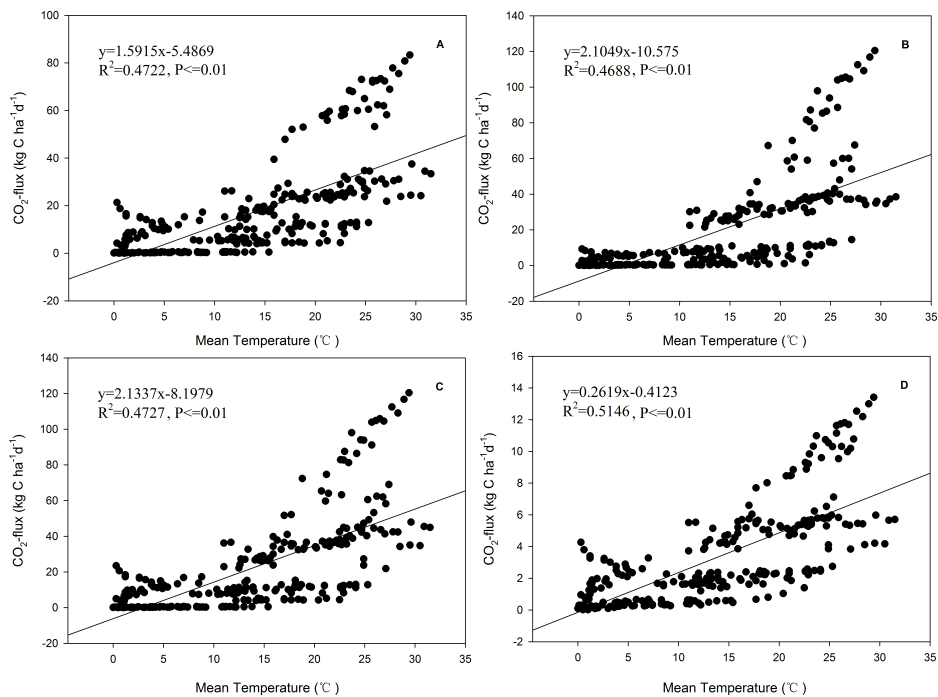 100
80
60
40
20
0
-20
y=1.5915x-5.4869
R²=0.4722, P<=0.01
A
CO₂-flux (kg C ha⁻¹d⁻¹)
0 5 10 15 20 25 30 35
Mean Temperature (℃)
140
120
100
80
60
40
20
0
-20
y=2.1049x-10.575
R²=0.4688, P<=0.01
B
CO₂-flux (kg C ha⁻¹d⁻¹)
0 5 10 15 20 25 30 35
Mean Temperature (℃)
140
120
100
80
60
40
20
0
-20
y=2.1337x-8.1979
R²=0.4727, P<=0.01
C
CO₂-flux (kg C ha⁻¹d⁻¹)
0 5 10 15 20 25 30 35
Mean Temperature (℃)
16
14
12
10
8
6
4
2
0
-2
y=0.2619x-0.4123
R²=0.5146, P<=0.01
D
CO₂-flux (kg C ha⁻¹d⁻¹)
0 5 10 15 20 25 30 35
Mean Temperature (℃)